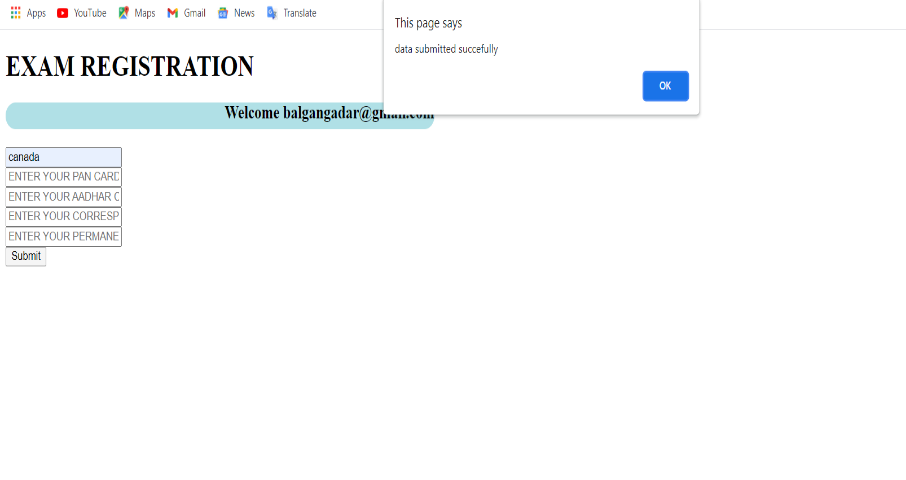 Apps YouTube Maps Gmail News Translate
This page says
data submitted succefully
OK
EXAM REGISTRATION
Welcome balgangadar@gmail.com
canada
ENTER YOUR PAN CARD
ENTER YOUR AADHAR C
ENTER YOUR CORRESP
ENTER YOUR PERMANE
Submit